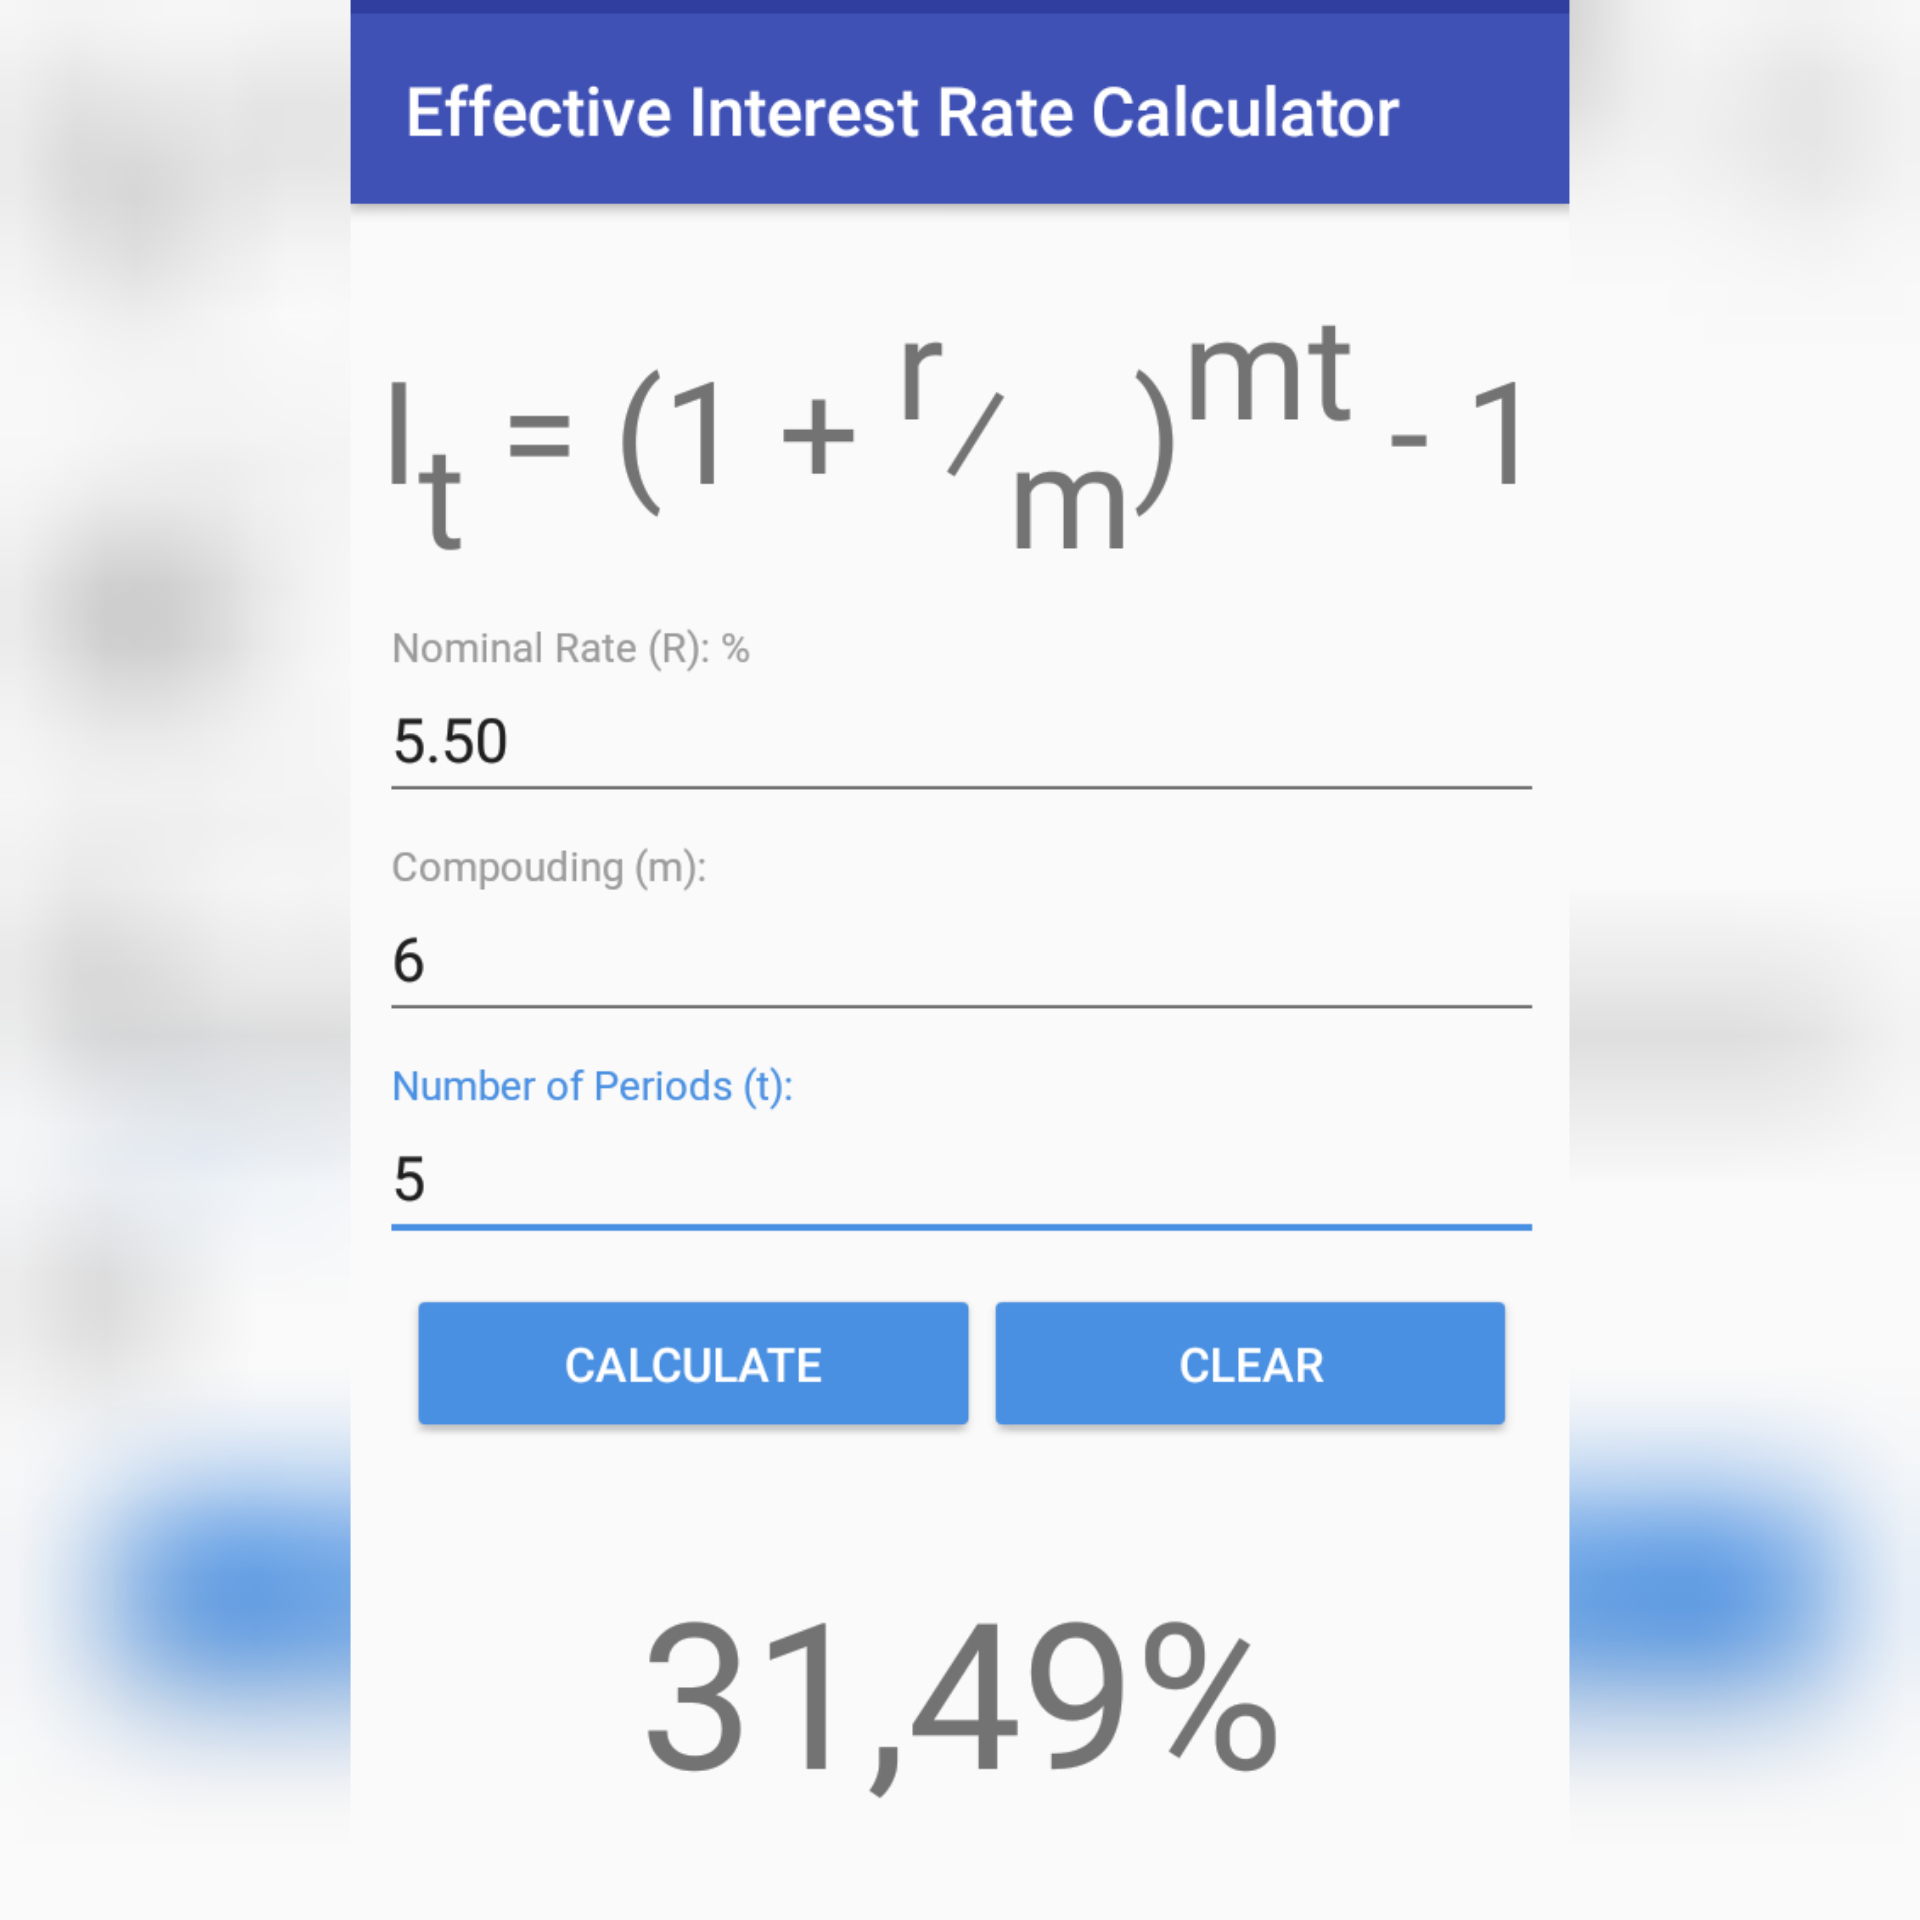 Effective Interest Rate Calculator
Iₜ = (1 + r/m)^mt - 1
Nominal Rate (R): %
5.50
Compouding (m):
6
Number of Periods (t):
5
CALCULATE CLEAR
31,49%